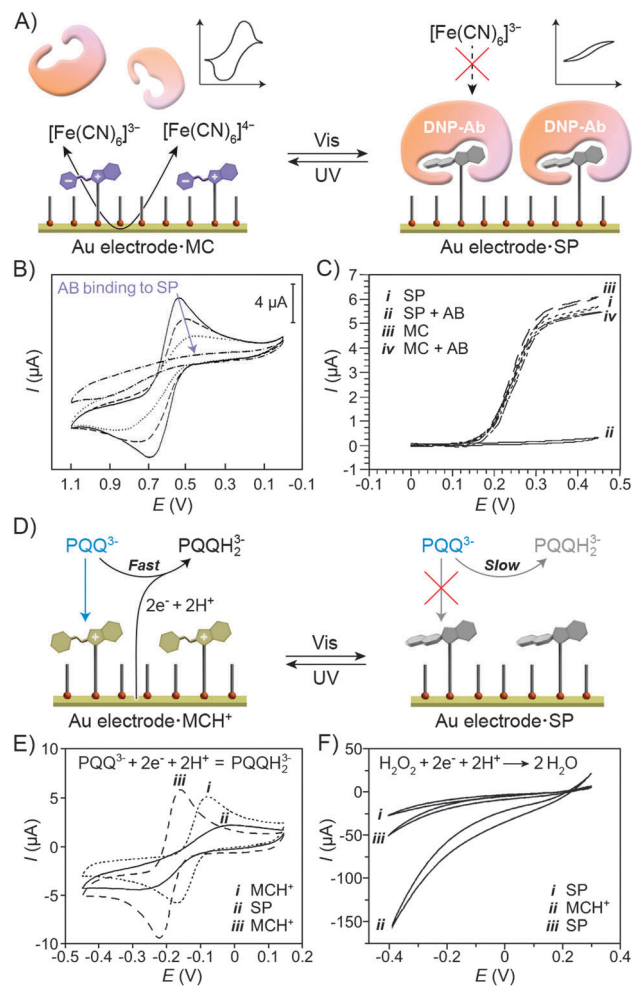 A)
[Fe(CN)₆]³⁻
[Fe(CN)₆]³⁻ [Fe(CN)₆]⁴⁻
Vis
UV
DNP-Ab DNP-Ab
Au electrode·MC
Au electrode·SP
B)
AB binding to SP
4 µA
I (µA)
1.1 0.9 0.7 0.5 0.3 0.1 -0.1
E (V)
C)
i SP
ii SP + AB
iii MC
iv MC + AB
iii
i
iv
ii
I (µA)
7
6
5
4
3
2
1
0
-1
0 0.1 0.2 0.3 0.4 0.5
E (V)
D)
PQQ³⁻ PQQH₂³⁻
Fast
2e⁻ + 2H⁺
Vis
UV
PQQ³⁻ PQQH₂³⁻
Slow
Au electrode·MCH⁺
Au electrode·SP
E)
PQQ³⁻ + 2e⁻ + 2H⁺ = PQQH₂³⁻
iii
i
ii
i MCH⁺
ii SP
iii MCH⁺
I (µA)
10
5
0
-5
-10
-0.5 -0.4 -0.3 -0.2 -0.1 0 0.1 0.2
E (V)
F)
H₂O₂ + 2e⁻ + 2H⁺ → 2 H₂O
i
iii
ii
i SP
ii MCH⁺
iii SP
I (µA)
50
25
0
-25
-50
-75
-100
-125
-150
-0.4 -0.2 0 0.2 0.4
E (V)